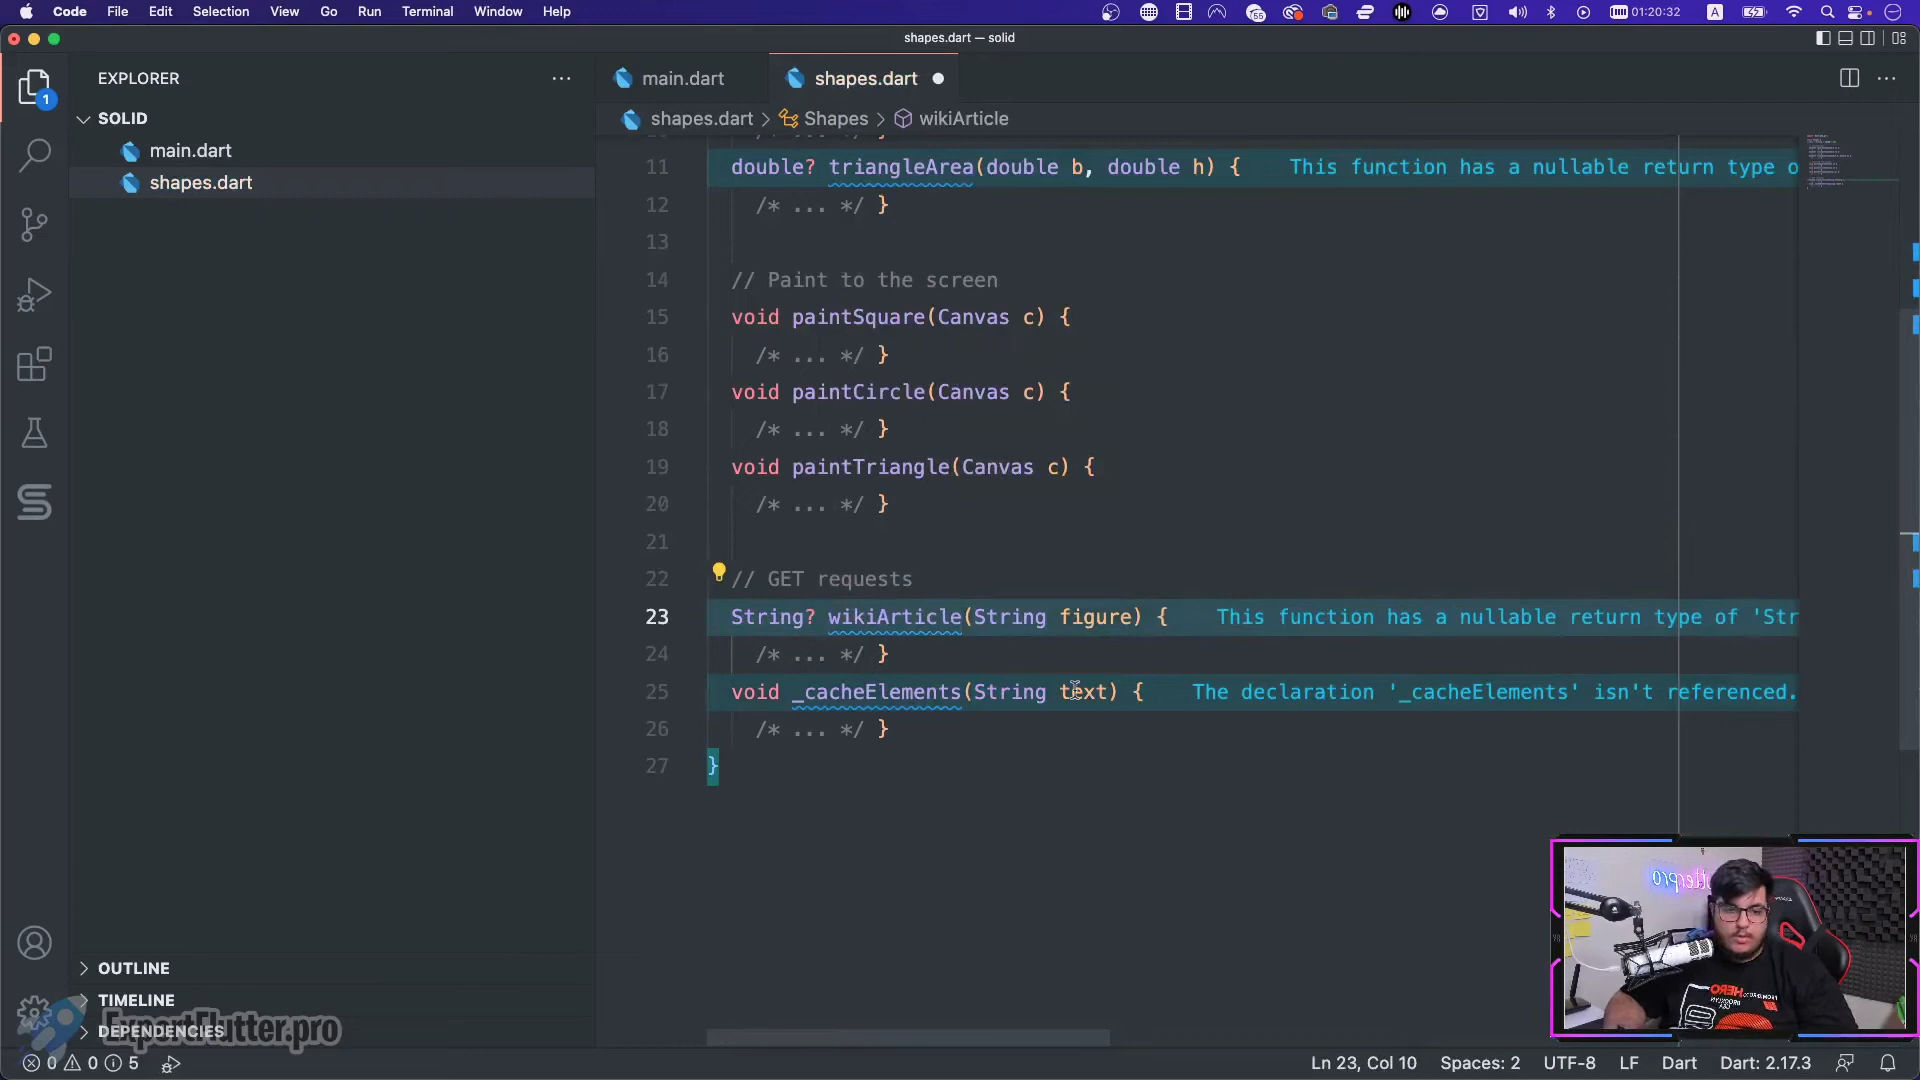 Code File Edit Selection View Go Run Terminal Window Help
55 01:20:32 A
shapes.dart — solid
EXPLORER
1
SOLID
main.dart
shapes.dart
OUTLINE
TIMELINE
DEPENDENCIES
main.dart shapes.dart
shapes.dart > Shapes > wikiArticle
11 double? triangleArea(double b, double h) { This function has a nullable return type o
12 /* ... */ }
13
14 // Paint to the screen
15 void paintSquare(Canvas c) {
16 /* ... */ }
17 void paintCircle(Canvas c) {
18 /* ... */ }
19 void paintTriangle(Canvas c) {
20 /* ... */ }
21
22 // GET requests
23 String? wikiArticle(String figure) { This function has a nullable return type of 'Str
24 /* ... */ }
25 void _cacheElements(String text) { The declaration '_cacheElements' isn't referenced.
26 /* ... */ }
27 }
HERO
BROOKLYN
ExpertFlutter.pro
0 0 5
Ln 23, Col 10 Spaces: 2 UTF-8 LF Dart Dart: 2.17.3